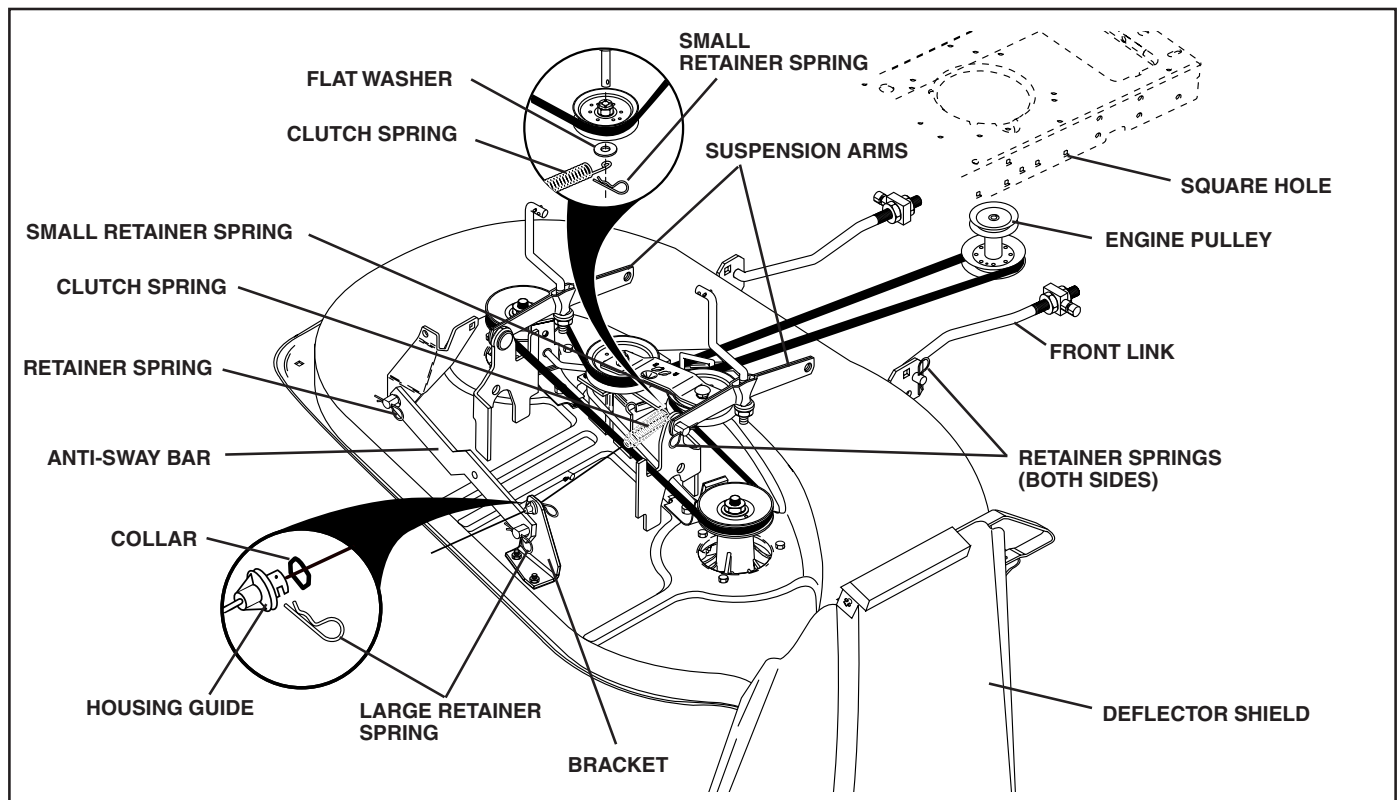 SMALL
RETAINER SPRING
FLAT WASHER
CLUTCH SPRING
SUSPENSION ARMS
SQUARE HOLE
SMALL RETAINER SPRING
ENGINE PULLEY
CLUTCH SPRING
FRONT LINK
RETAINER SPRING
ANTI-SWAY BAR
RETAINER SPRINGS
(BOTH SIDES)
COLLAR
HOUSING GUIDE
LARGE RETAINER
SPRING
DEFLECTOR SHIELD
BRACKET